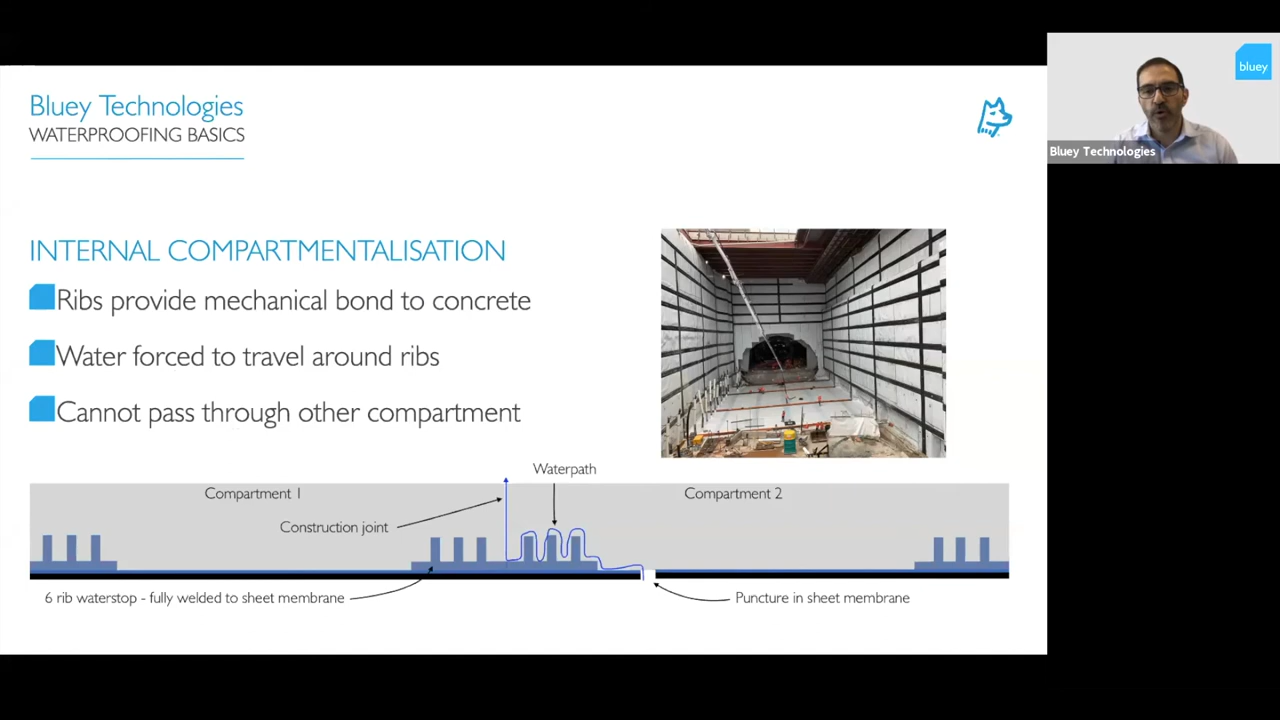 Bluey Technologies
WATERPROOFING BASICS
bluey
Bluey Technologies
INTERNAL COMPARTMENTALISATION
Ribs provide mechanical bond to concrete
Water forced to travel around ribs
Cannot pass through other compartment
Waterpath
Compartment 1
Compartment 2
Construction joint
6 rib waterstop - fully welded to sheet membrane
Puncture in sheet membrane